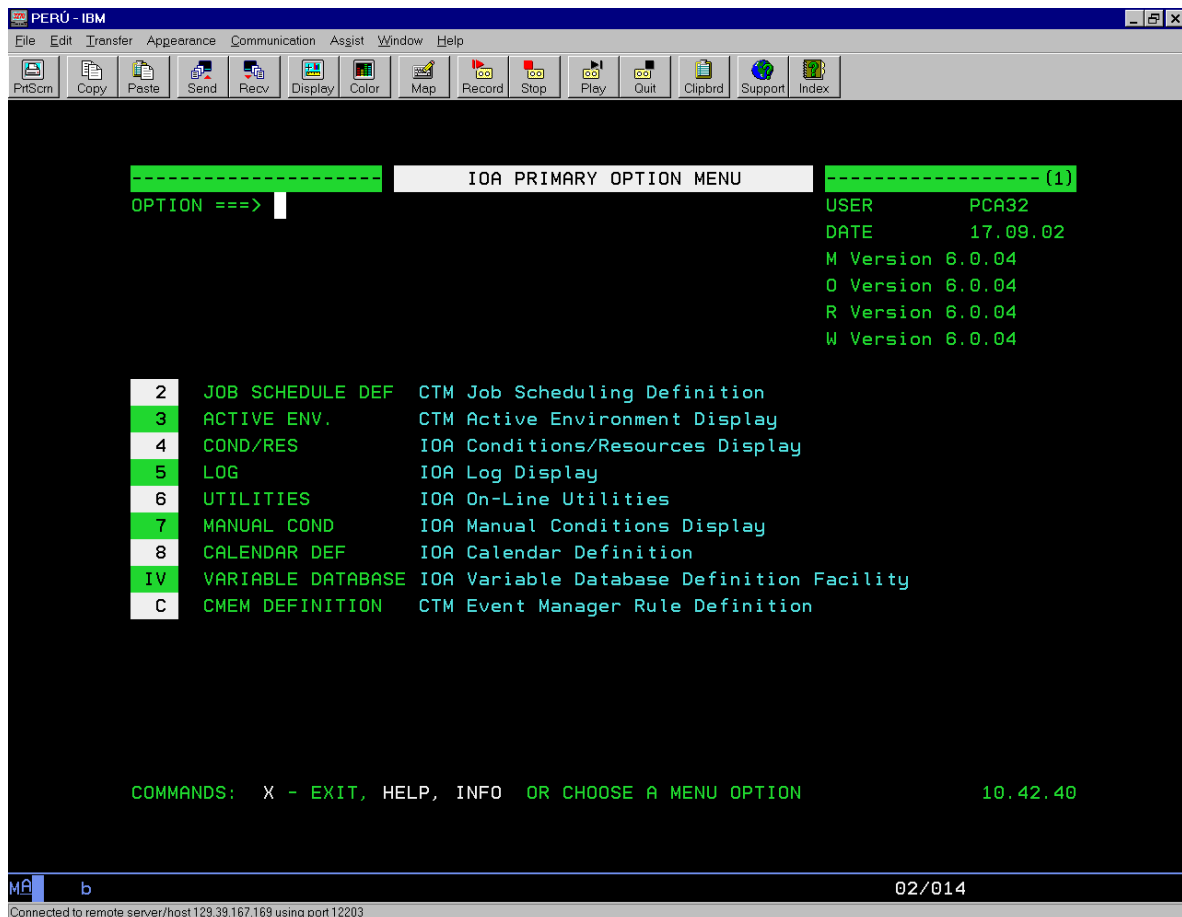 PERÚ - IBM
File Edit Transfer Appearance Communication Assist Window Help
PrtScrn Copy Paste Send Recv Display Color Map Record Stop Play Quit Clipbrd Support Index
--------------------- IOA PRIMARY OPTION MENU ------------------(1)
OPTION ===> USER PCA32
DATE 17.09.02
M Version 6.0.04
O Version 6.0.04
R Version 6.0.04
W Version 6.0.04
2 JOB SCHEDULE DEF CTM Job Scheduling Definition
3 ACTIVE ENV. CTM Active Environment Display
4 COND/RES IOA Conditions/Resources Display
5 LOG IOA Log Display
6 UTILITIES IOA On-Line Utilities
7 MANUAL COND IOA Manual Conditions Display
8 CALENDAR DEF IOA Calendar Definition
IV VARIABLE DATABASE IOA Variable Database Definition Facility
C CMEM DEFINITION CTM Event Manager Rule Definition
COMMANDS: X - EXIT, HELP, INFO OR CHOOSE A MENU OPTION 10.42.40
MA b 02/014
Connected to remote server/host 129.39.167.169 using port 12203